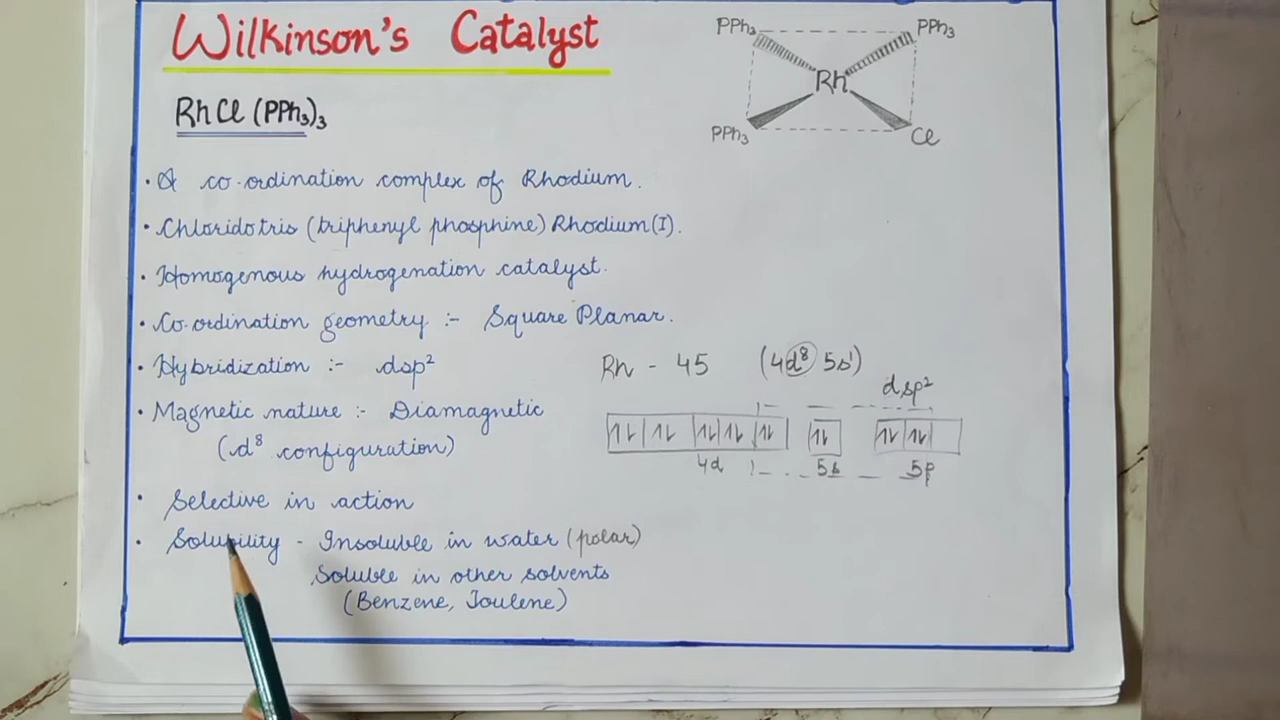 Wilkinson's Catalyst
RhCl(PPh₃)₃
PPh₃ PPh₃
Rh
PPh₃ Cl
· A co-ordination complex of Rhodium.
· Chloridotris (triphenyl phosphine) Rhodium(I).
· Homogenous hydrogenation catalyst.
· Co-ordination geometry :- Square Planar.
· Hybridization :- dsp²
Rh - 45 (4d⁸ 5s¹)
dsp²
· Magnetic nature :- Diamagnetic
(d⁸ configuration)
⥮ ⥮ ⥮ ⥮ ⥮ ⥮ ⥮ ⥮
4d 5s 5p
· Selective in action
· Solubility - Insoluble in water (polar)
Soluble in other solvents
(Benzene, Toulene)